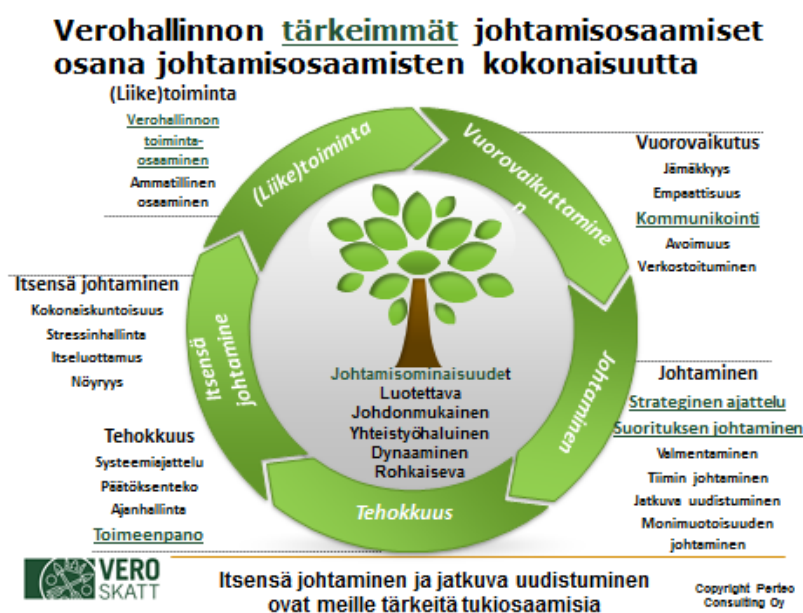 Verohallinnon tärkeimmät johtamisosaamiset
osana johtamisosaamisten kokonaisuutta
(Liike)toiminta
Verohallinnon
toiminta-
osaaminen
Ammatillinen
osaaminen
(Liike)toiminta
Vuorovaikuttamine
n
Vuorovaikutus
Jämäkkyys
Empaattisuus
Kommunikointi
Avoimuus
Verkostoituminen
Itsensä johtaminen
Kokonaiskuntoisuus
Stressinhallinta
Itseluottamus
Nöyryys
Itsensä
johtamine
Johtamisominaisuudet
Luotettava
Johdonmukainen
Yhteistyöhaluinen
Dynaaminen
Rohkaiseva
Johtaminen
Johtaminen
Strateginen ajattelu
Suorituksen johtaminen
Valmentaminen
Tiimin johtaminen
Jatkuva uudistuminen
Monimuotoisuuden
johtaminen
Tehokkuus
Systeemiajattelu
Päätöksenteko
Ajanhallinta
Toimeenpano
Tehokkuus
VERO
SKATT
Itsensä johtaminen ja jatkuva uudistuminen
ovat meille tärkeitä tukiosaamisia
Copyright Perteo
Consulting Oy